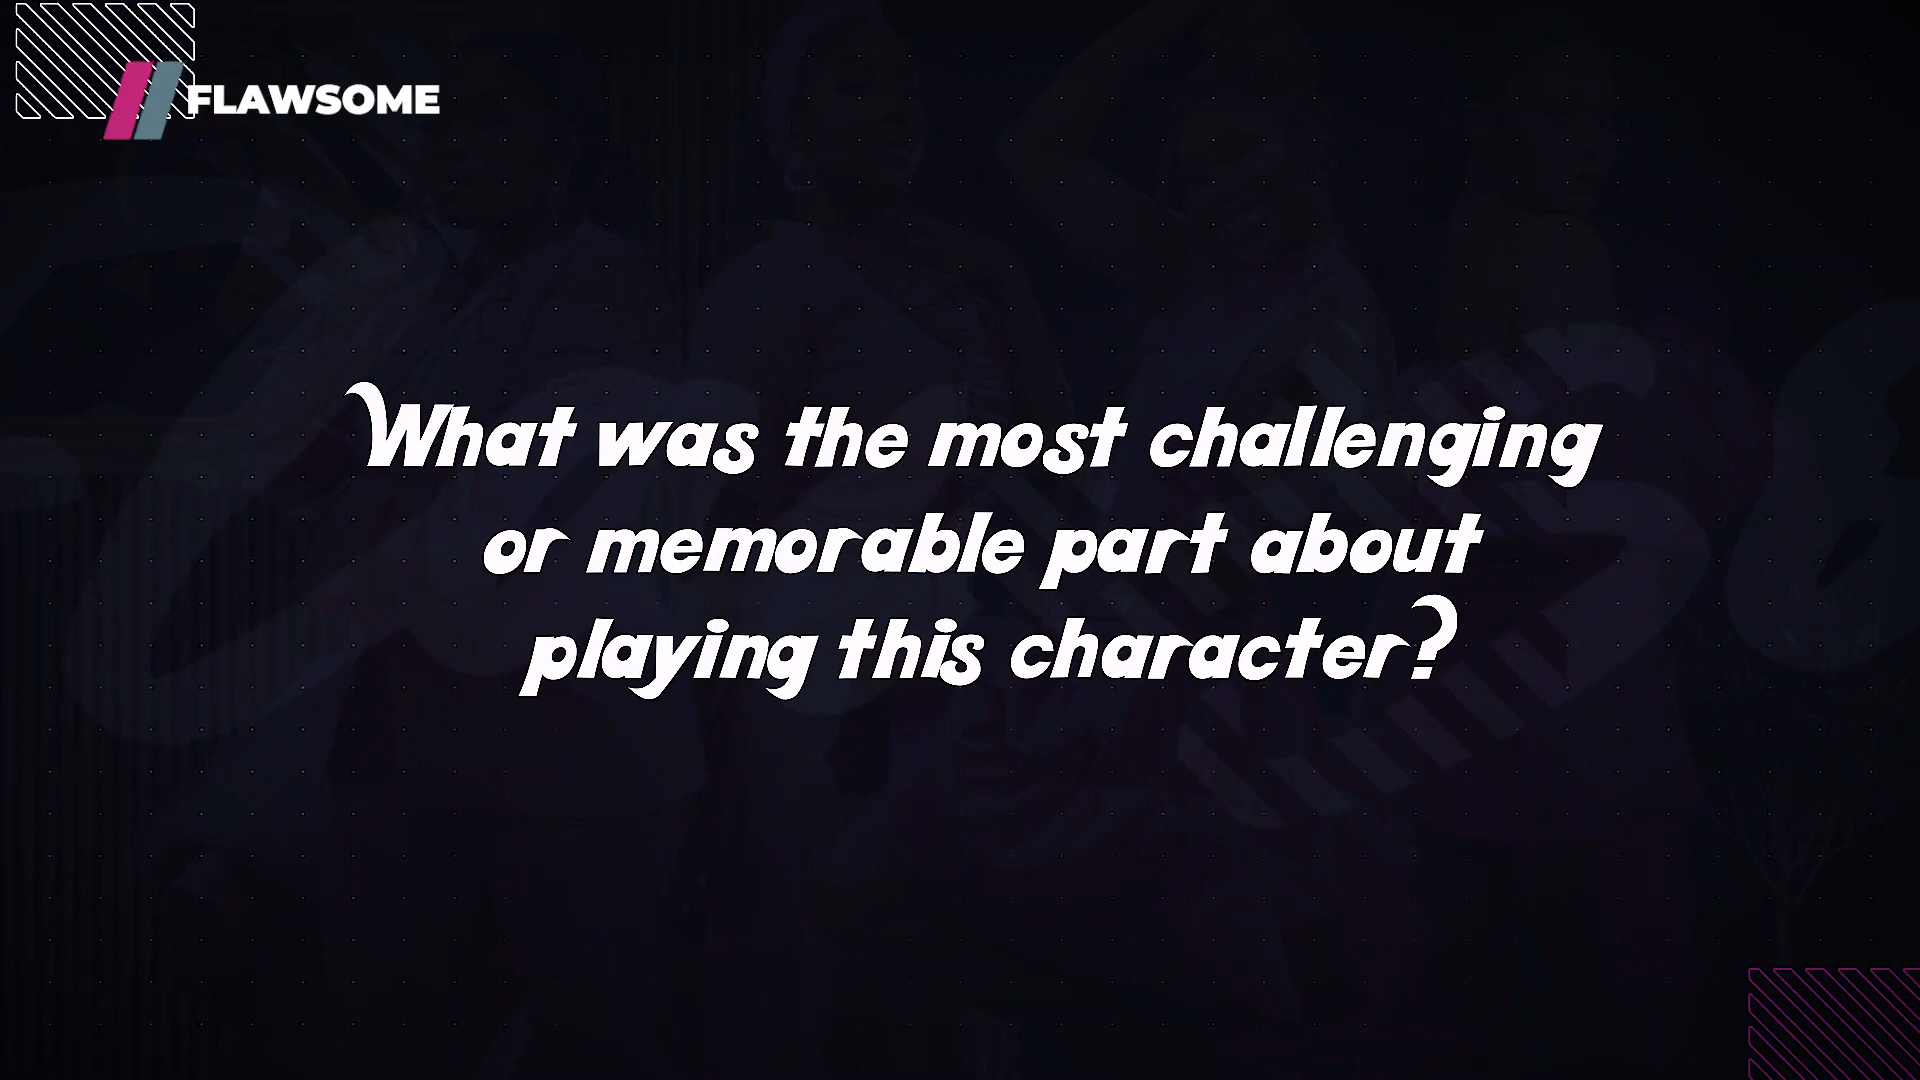 FLAWSOME
What was the most challenging
or memorable part about
playing this character?